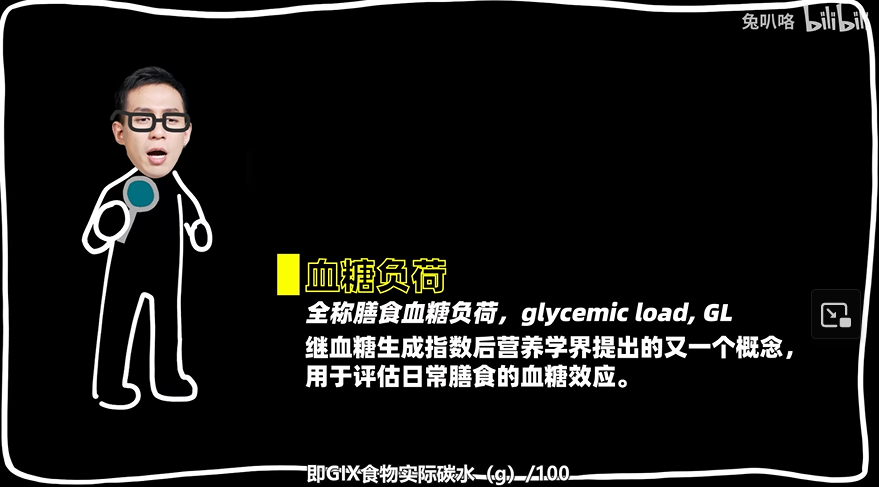 兔叭咯 bilibili
血糖负荷
全称膳食血糖负荷，glycemic load, GL
继血糖生成指数后营养学界提出的又一个概念，
用于评估日常膳食的血糖效应。
即GIX食物实际碳水（g）/100